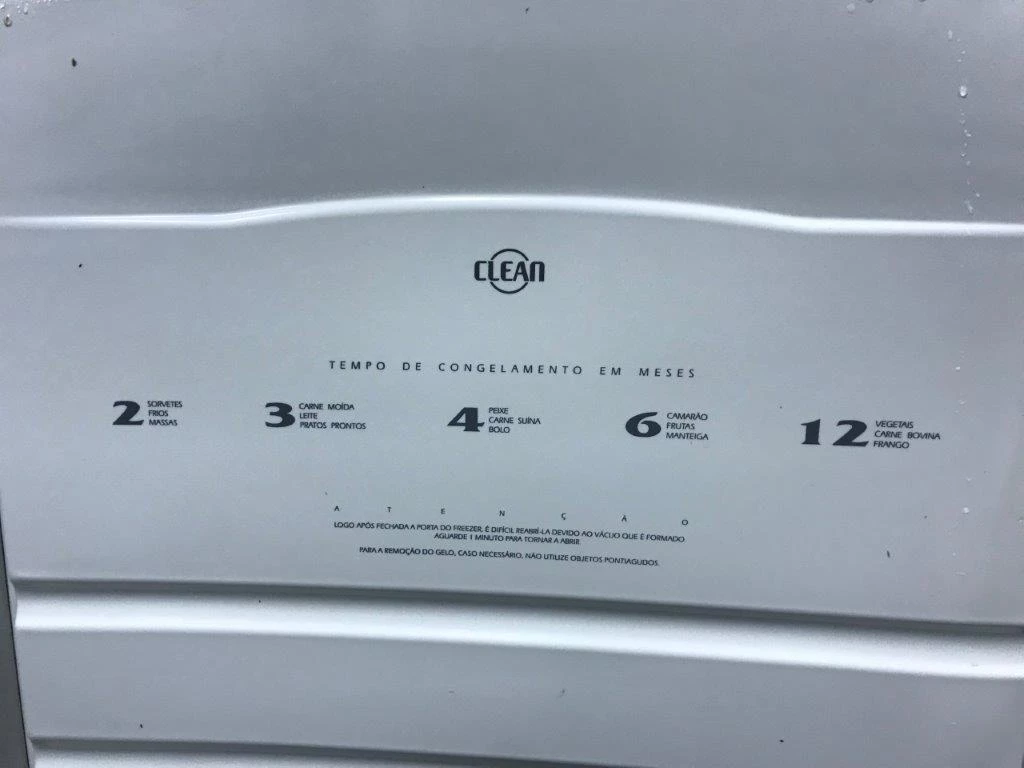 CLEAN
TEMPO DE CONGELAMENTO EM MESES
2
SORVETES
FRIOS
MASSAS
3
CARNE MOÍDA
LEITE
PRATOS PRONTOS
4
PEIXE
CARNE SUÍNA
BOLO
6
CAMARÃO
FRUTAS
MANTEIGA
12
VEGETAIS
CARNE BOVINA
FRANGO
ATENÇÃO
LOGO APÓS FECHADA A PORTA DO FREEZER, É DIFÍCIL REABRÍ-LA DEVIDO AO VÁCUO QUE É FORMADO
AGUARDE 1 MINUTO PARA TORNAR A ABRIR.
PARA A REMOÇÃO DO GELO, CASO NECESSÁRIO, NÃO UTILIZE OBJETOS PONTIAGUDOS.